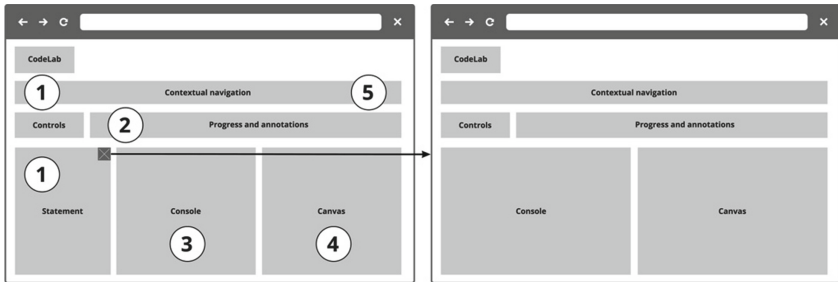 CodeLab
1 Contextual navigation 5
Controls 2 Progress and annotations
1
Statement Console Canvas
3 4
CodeLab
Contextual navigation
Controls Progress and annotations
Console Canvas